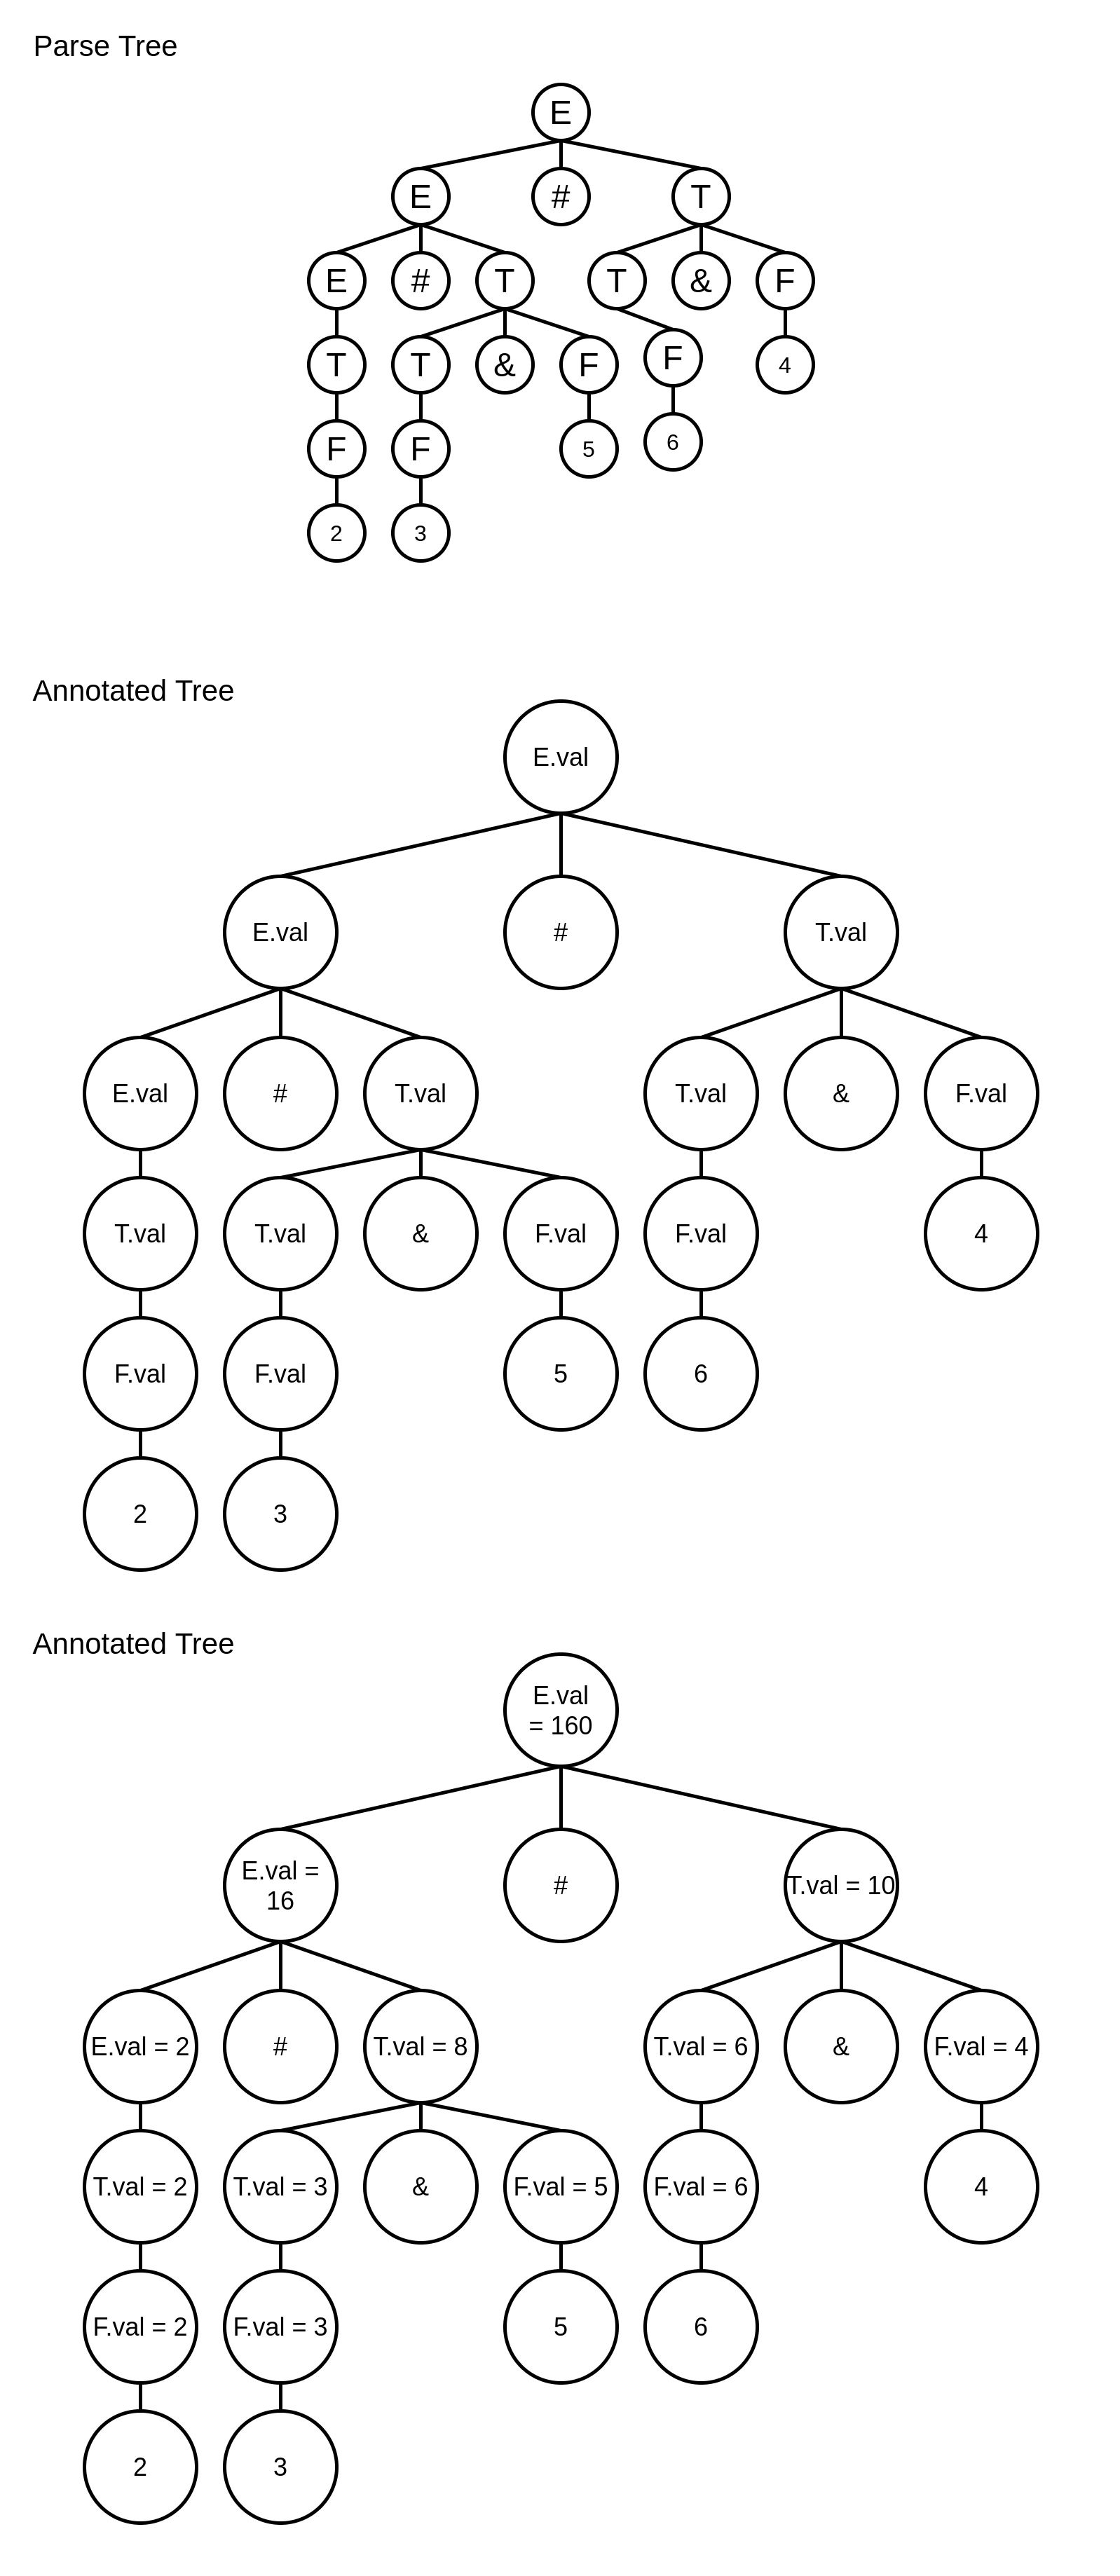 Parse Tree
E
E
#
T
E
#
T
T
&
F
T
T
&
F
F
4
F
F
5
6
2
3
Annotated Tree
E.val
E.val
#
T.val
E.val
#
T.val
T.val
&
F.val
T.val
T.val
&
F.val
F.val
4
F.val
F.val
5
6
2
3
Annotated Tree
E.val
= 160
E.val =
16
#
T.val = 10
E.val = 2
#
T.val = 8
T.val = 6
&
F.val = 4
T.val = 2
T.val = 3
&
F.val = 5
F.val = 6
4
F.val = 2
F.val = 3
5
6
2
3